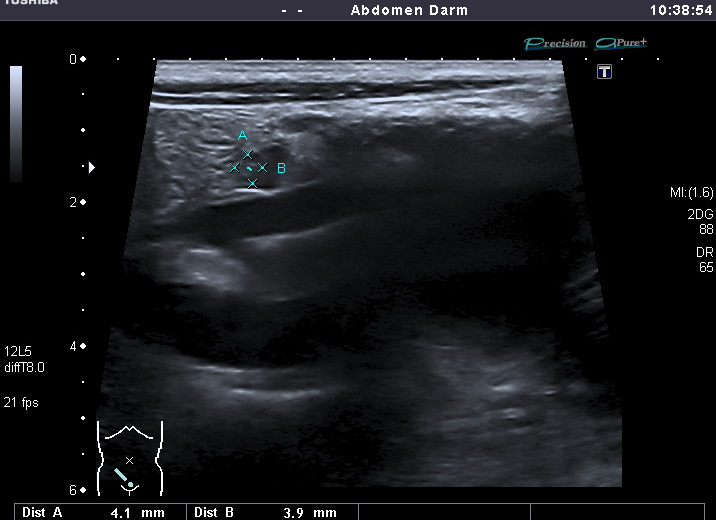 TOSHIBA
- - Abdomen Darm 10:38:54
Precision APure+
T
0
A
B
2
MI:(1.6)
2DG
88
DR
65
4
12L5
diffT8.0
21 fps
6
Dist A 4.1 mm Dist B 3.9 mm